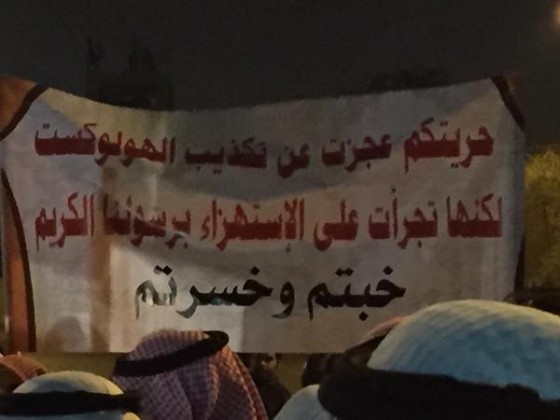 حريتكم عجزت عن تكذيب الهولوكست
لكنها تجرأت على الإستهزاء برسولنا الكريم
خبتم وخسرتم